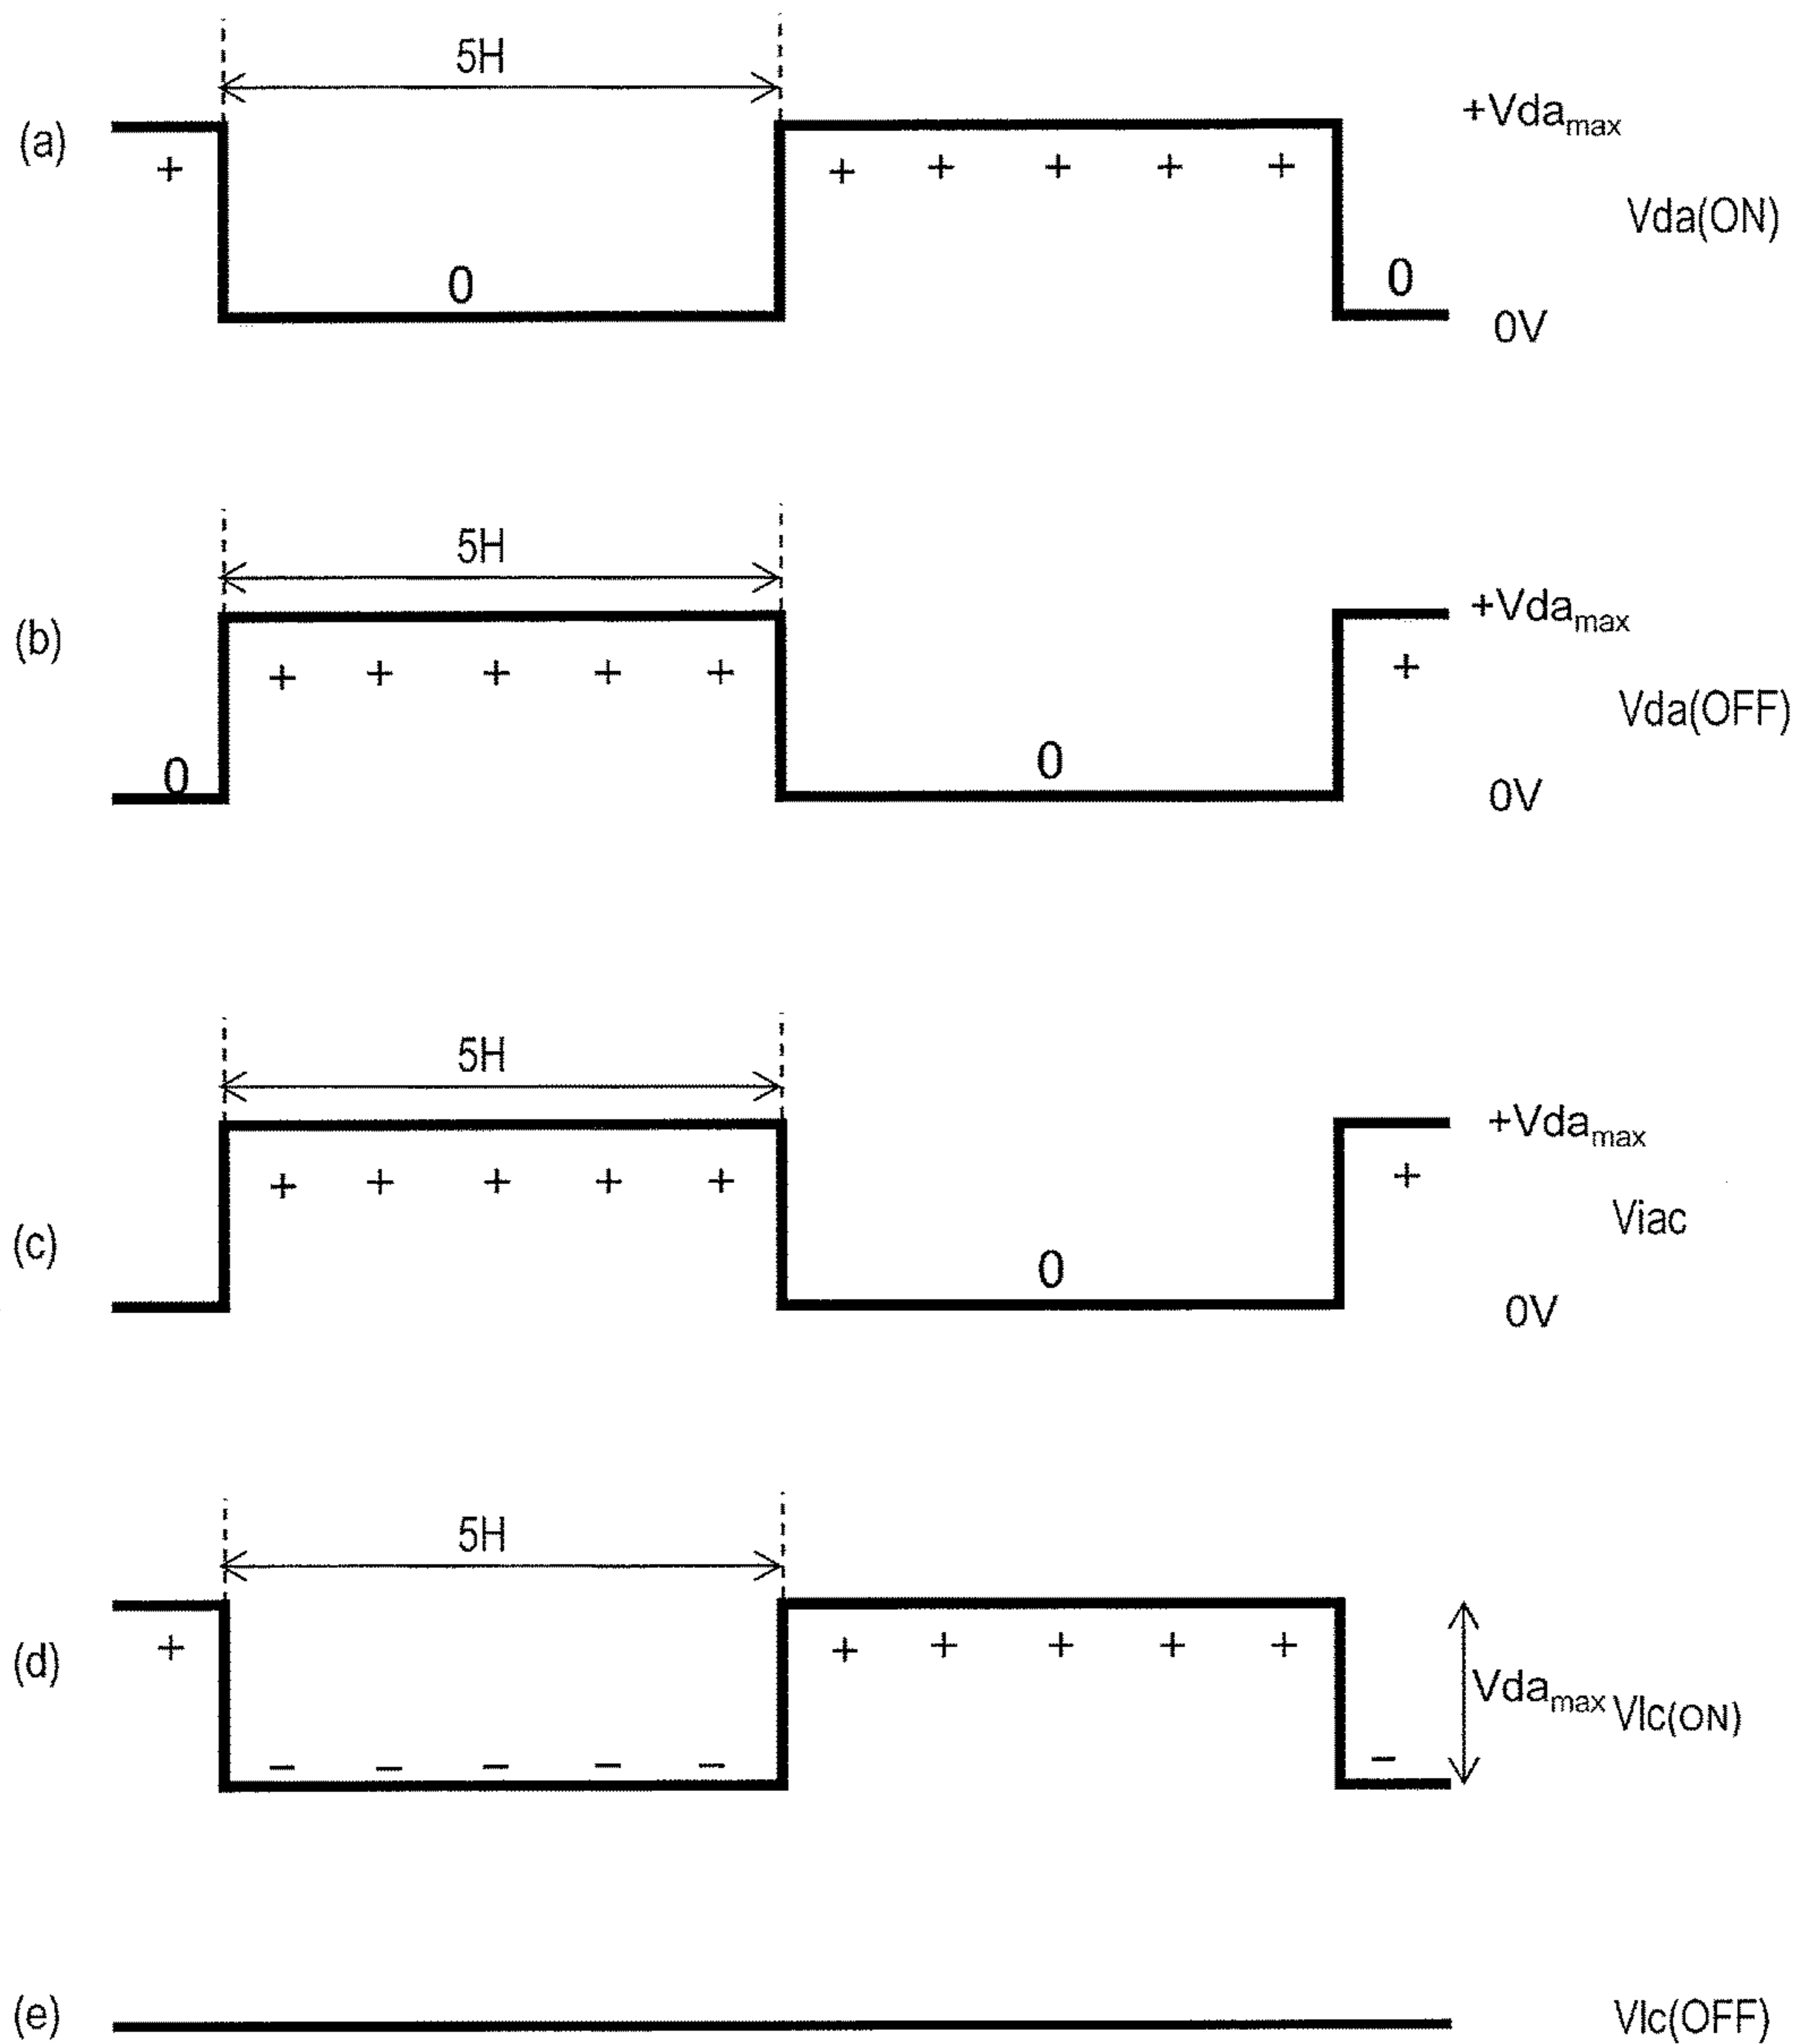 5H
(a)
+Vdamax
+ + + + + +
Vda(ON)
0 0
0V
5H
(b)
+Vdamax
+ + + + + +
Vda(OFF)
0 0
0V
5H
+Vdamax
+ + + + + +
(c)
Viac
0
0V
5H
(d)
+ + + + + +
Vdamax Vlc(ON)
− − − − − −
(e)
Vlc(OFF)